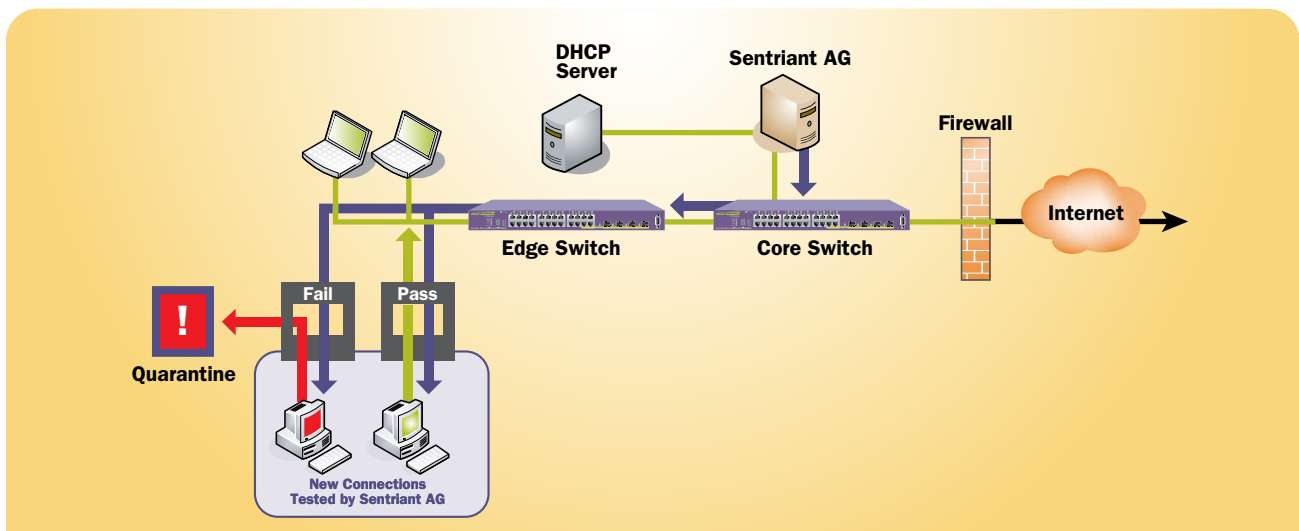 DHCP
Server
Sentriant AG
Firewall
Internet
Edge Switch
Core Switch
Fail
Pass
!
Quarantine
New Connections
Tested by Sentriant AG